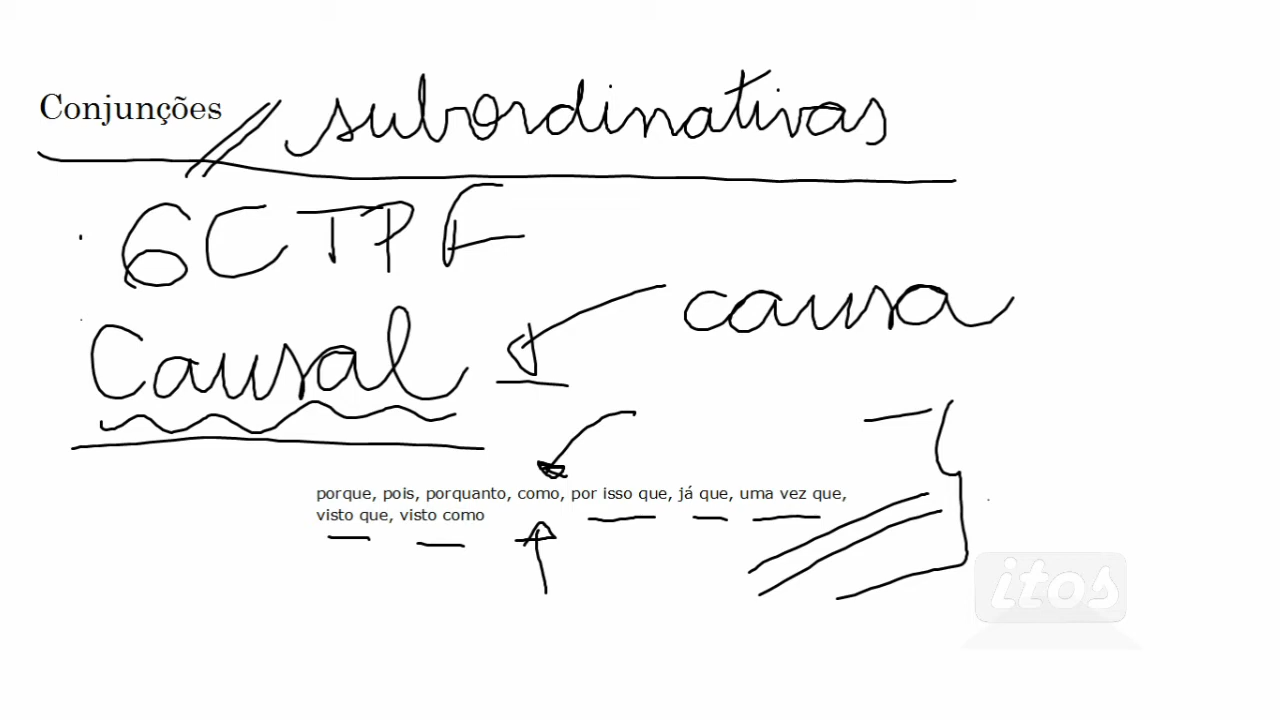 Conjunções subordinativas
6CTPF
causa
Causal
porque, pois, porquanto, como, por isso que, já que, uma vez que,
visto que, visto como
itos